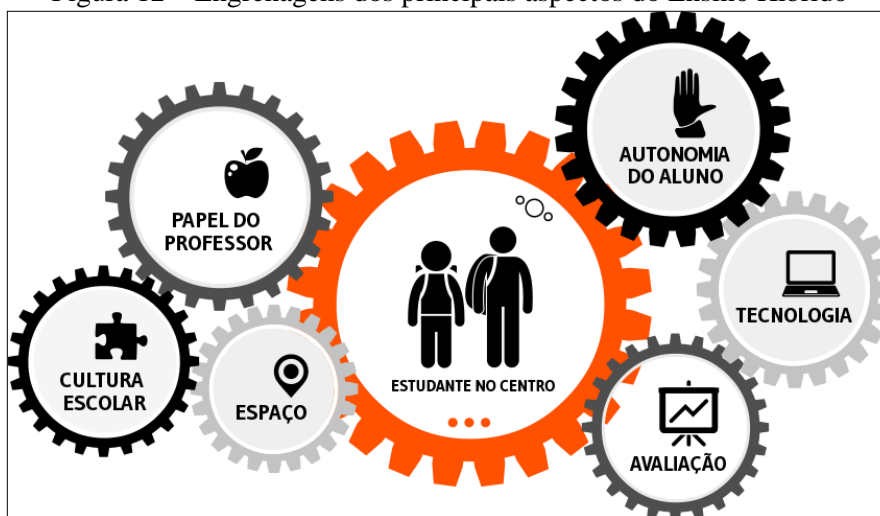 Figura 12 – Engrenagens dos principais aspectos do Ensino Híbrido
AUTONOMIA
DO ALUNO
PAPEL DO
PROFESSOR
TECNOLOGIA
CULTURA
ESCOLAR
ESPAÇO
ESTUDANTE NO CENTRO
AVALIAÇÃO